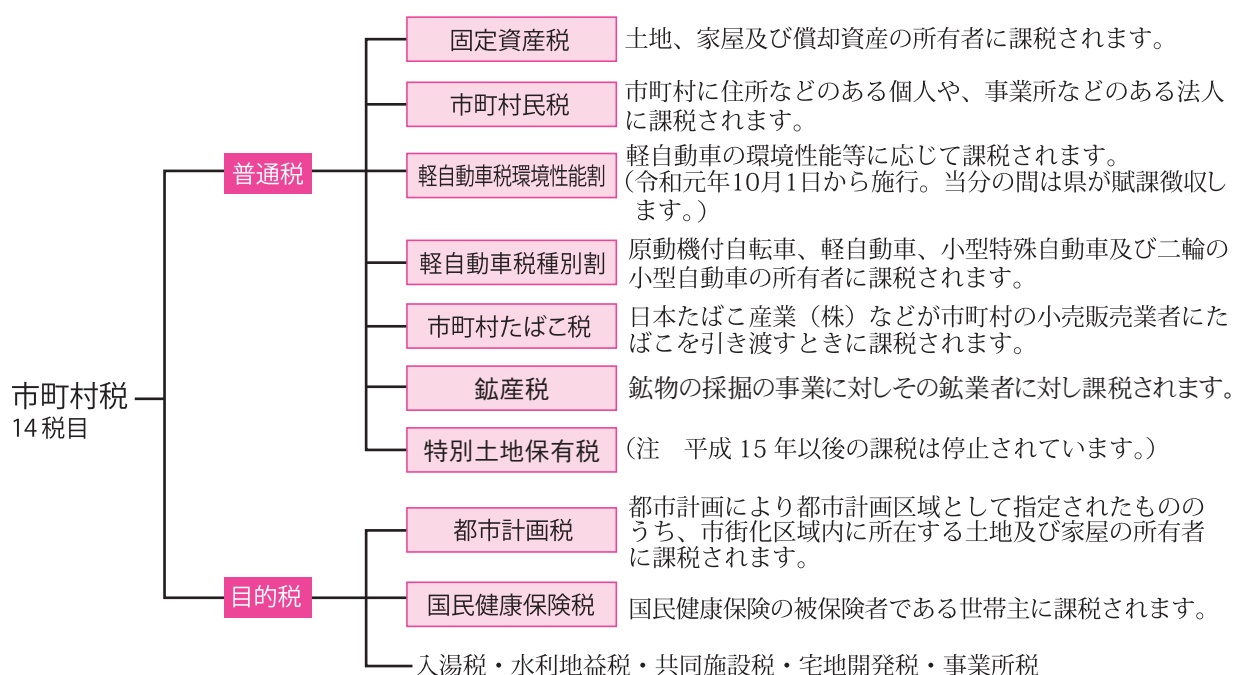 市町村税
14税目
普通税
固定資産税
土地、家屋及び償却資産の所有者に課税されます。
市町村民税
市町村に住所などのある個人や、事業所などのある法人
に課税されます。
軽自動車税環境性能割
軽自動車の環境性能等に応じて課税されます。
(令和元年10月1日から施行。当分の間は県が賦課徴収し
ます。)
軽自動車税種別割
原動機付自転車、軽自動車、小型特殊自動車及び二輪の
小型自動車の所有者に課税されます。
市町村たばこ税
日本たばこ産業（株）などが市町村の小売販売業者にた
ばこを引き渡すときに課税されます。
鉱産税
鉱物の採掘の事業に対しその鉱業者に対し課税されます。
特別土地保有税
(注　平成 15 年以後の課税は停止されています。)
目的税
都市計画税
都市計画により都市計画区域として指定されたものの
うち、市街化区域内に所在する土地及び家屋の所有者
に課税されます。
国民健康保険税
国民健康保険の被保険者である世帯主に課税されます。
入湯税・水利地益税・共同施設税・宅地開発税・事業所税